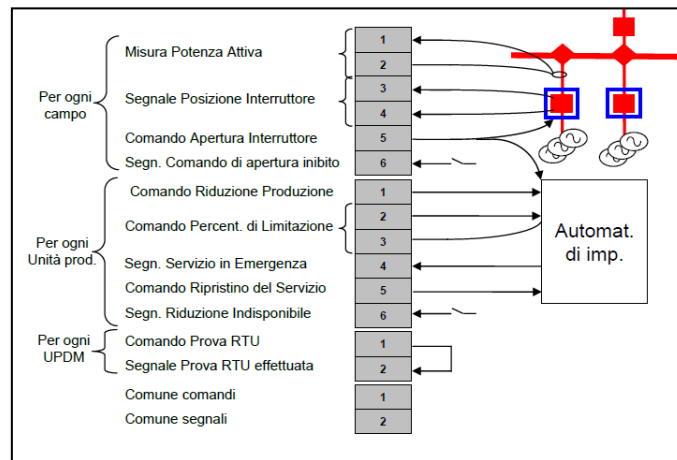 Per ogni
campo
Misura Potenza Attiva
1
2
Segnale Posizione Interruttore
3
4
Comando Apertura Interruttore
5
Segn. Comando di apertura inibito
6
Per ogni
Unità prod.
Comando Riduzione Produzione
1
Comando Percent. di Limitazione
2
3
Segn. Servizio in Emergenza
4
Comando Ripristino del Servizio
5
Segn. Riduzione Indisponibile
6
Automat.
di imp.
Per ogni
UPDM
Comando Prova RTU
1
Segnale Prova RTU effettuata
2
Comune comandi
1
Comune segnali
2